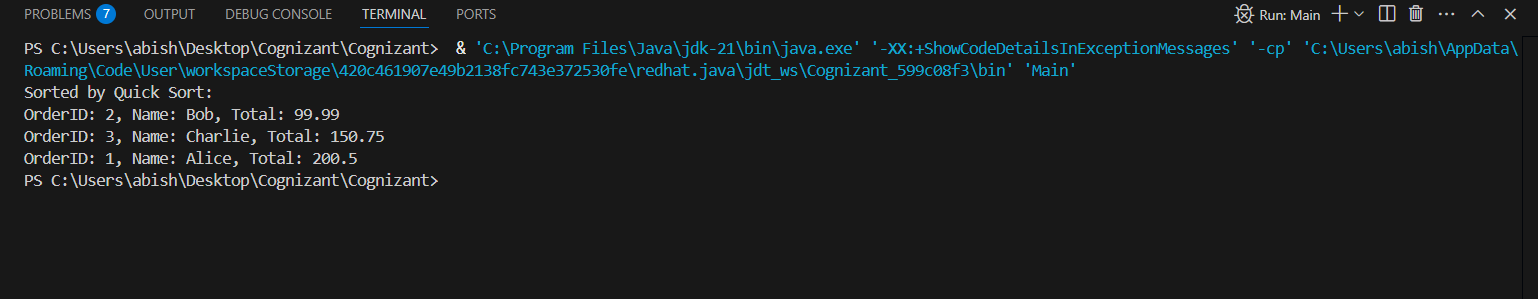 PROBLEMS 7 OUTPUT DEBUG CONSOLE TERMINAL PORTS Run: Main
PS C:\Users\abish\Desktop\Cognizant\Cognizant>  & 'C:\Program Files\Java\jdk-21\bin\java.exe' '-XX:+ShowCodeDetailsInExceptionMessages' '-cp' 'C:\Users\abish\AppData\
Roaming\Code\User\workspaceStorage\420c461907e49b2138fc743e372530fe\redhat.java\jdt_ws\Cognizant_599c08f3\bin' 'Main'
Sorted by Quick Sort:
OrderID: 2, Name: Bob, Total: 99.99
OrderID: 3, Name: Charlie, Total: 150.75
OrderID: 1, Name: Alice, Total: 200.5
PS C:\Users\abish\Desktop\Cognizant\Cognizant>